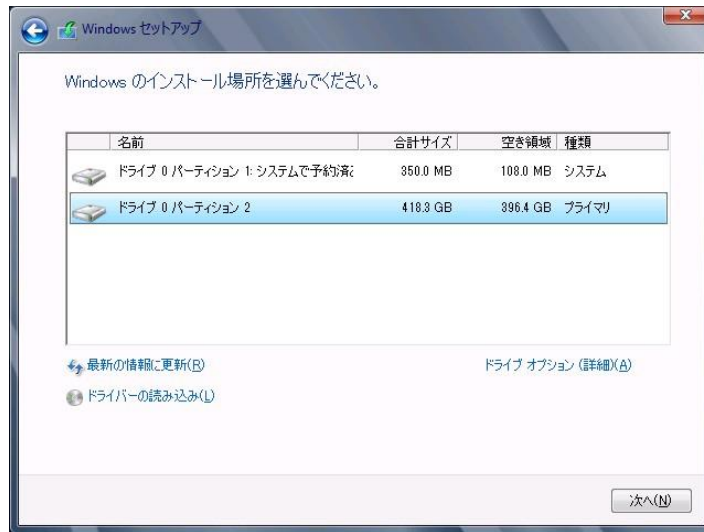 Windows セットアップ
Windows のインストール場所を選んでください。
名前 合計サイズ 空き領域 種類
ドライブ 0 パーティション 1: システムで予約済 350.0 MB 108.0 MB システム
ドライブ 0 パーティション 2 418.3 GB 396.4 GB プライマリ
最新の情報に更新(R) ドライブ オプション (詳細)(A)
ドライバーの読み込み(L)
次へ(N)